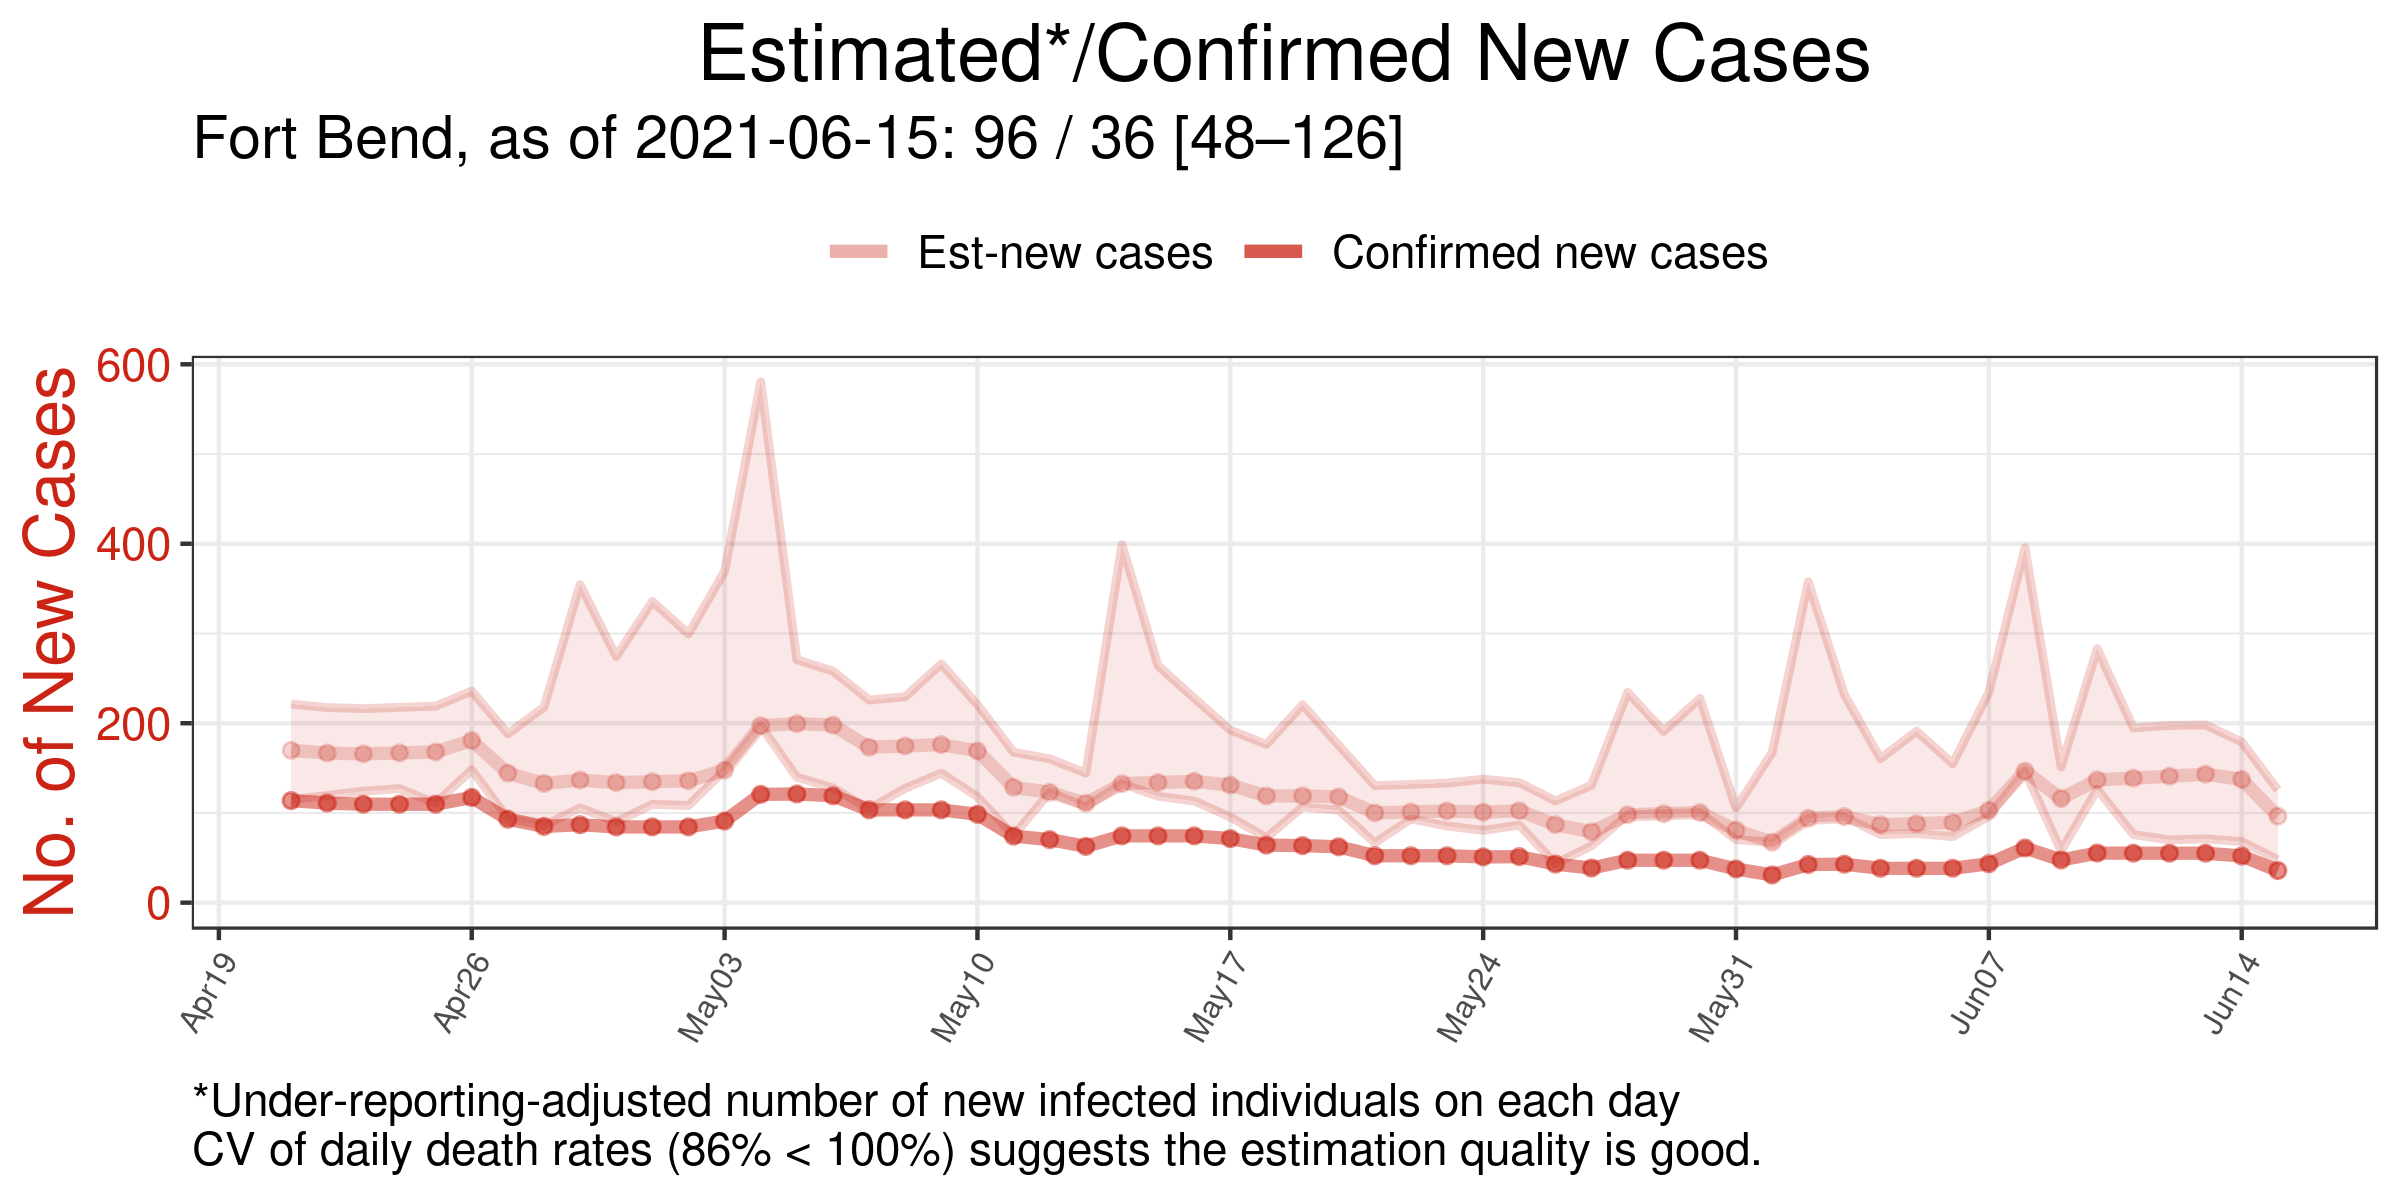 Estimated*/Confirmed New Cases
Fort Bend, as of 2021-06-15: 96 / 36 [48–126]
Est-new cases
Confirmed new cases
No. of New Cases
600
400
200
0
Apr19
Apr26
May03
May10
May17
May24
May31
Jun07
Jun14
*Under-reporting-adjusted number of new infected individuals on each day
CV of daily death rates (86% < 100%) suggests the estimation quality is good.